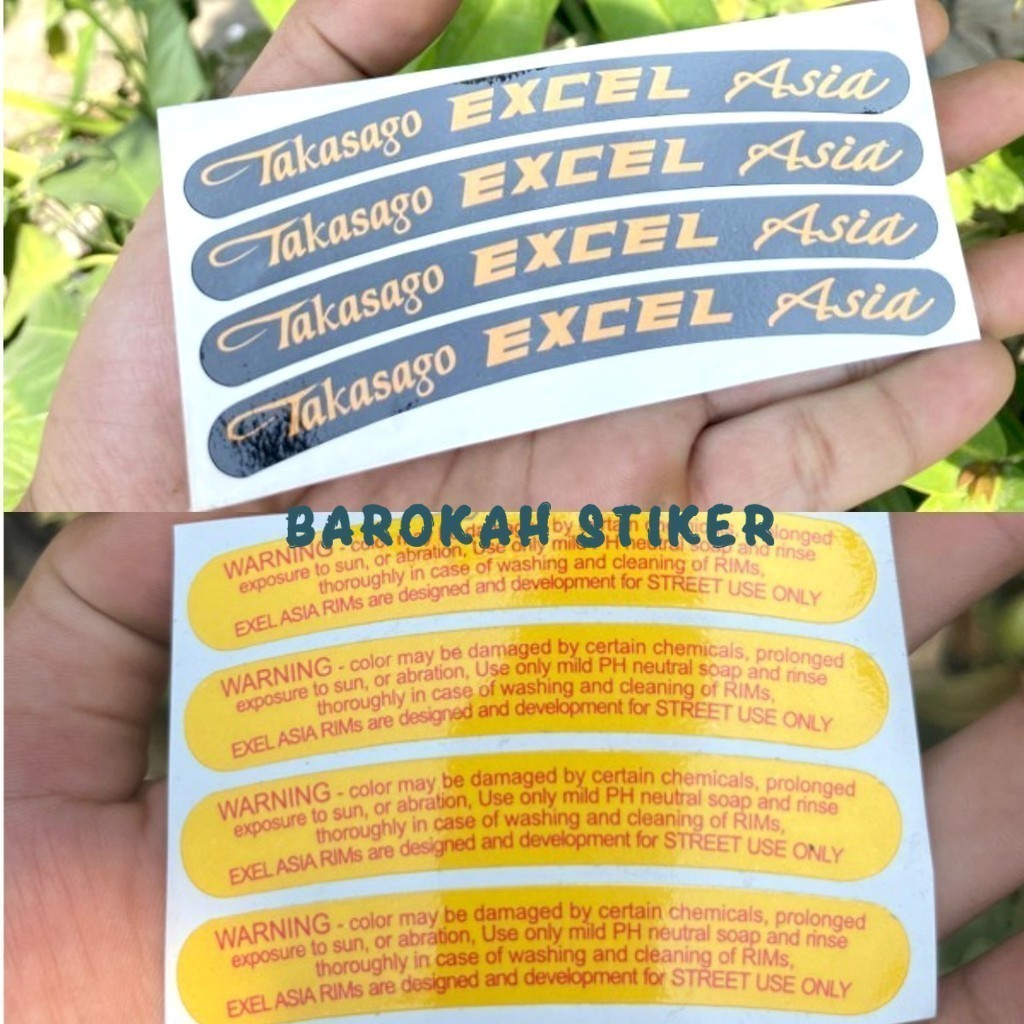 Takasago EXCEL Asia
Takasago EXCEL Asia
Takasago EXCEL Asia
Takasago EXCEL Asia
BAROKAH STIKER
WARNING - color may be damaged by certain chemicals, prolonged
exposure to sun, or abration, Use only mild PH neutral soap and rinse
thoroughly in case of washing and cleaning of RIMs,
EXEL ASIA RIMs are designed and development for STREET USE ONLY
WARNING - color may be damaged by certain chemicals, prolonged
exposure to sun, or abration, Use only mild PH neutral soap and rinse
thoroughly in case of washing and cleaning of RIMs,
EXEL ASIA RIMs are designed and development for STREET USE ONLY
WARNING - color may be damaged by certain chemicals, prolonged
exposure to sun, or abration, Use only mild PH neutral soap and rinse
thoroughly in case of washing and cleaning of RIMs,
EXEL ASIA RIMs are designed and development for STREET USE ONLY
WARNING - color may be damaged by certain chemicals, prolonged
exposure to sun, or abration, Use only mild PH neutral soap and rinse
thoroughly in case of washing and cleaning of RIMs,
EXEL ASIA RIMs are designed and development for STREET USE ONLY